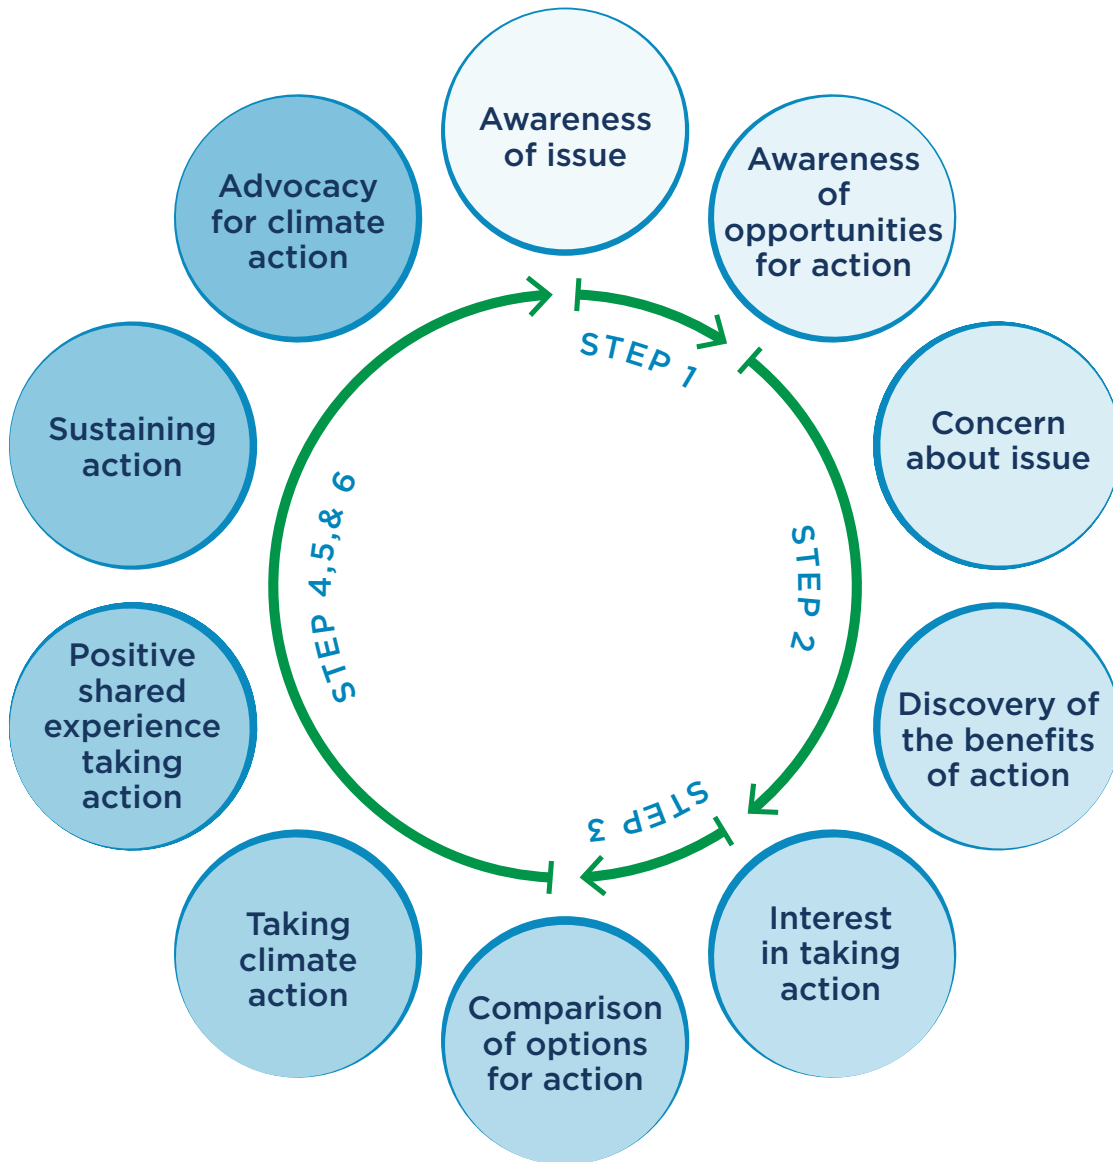 Awareness
of issue
Awareness
of
opportunities
for action
Concern
about issue
Discovery of
the benefits
of action
Interest
in taking
action
Comparison
of options
for action
Taking
climate
action
Positive
shared
experience
taking
action
Sustaining
action
Advocacy
for climate
action
STEP 1
STEP 2
STEP 3
STEP 4,5,& 6